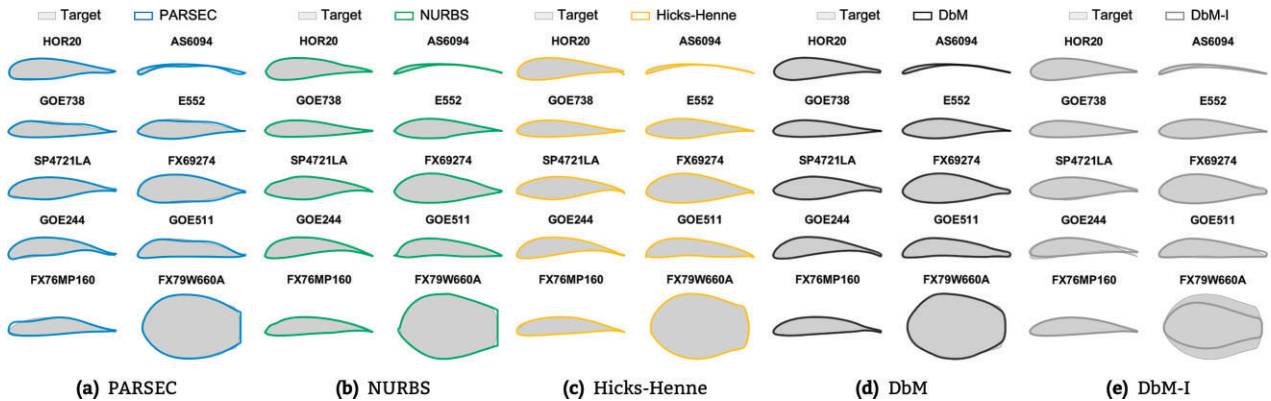 Target PARSEC Target NURBS Target Hicks-Henne Target DbM Target DbM-I
HOR20 AS6094 HOR20 AS6094 HOR20 AS6094 HOR20 AS6094 HOR20 AS6094
GOE738 E552 GOE738 E552 GOE738 E552 GOE738 E552 GOE738 E552
SP4721LA FX69274 SP4721LA FX69274 SP4721LA FX69274 SP4721LA FX69274 SP4721LA FX69274
GOE244 GOE511 GOE244 GOE511 GOE244 GOE511 GOE244 GOE511 GOE244 GOE511
FX76MP160 FX79W660A FX76MP160 FX79W660A FX76MP160 FX79W660A FX76MP160 FX79W660A FX76MP160 FX79W660A
(a) PARSEC (b) NURBS (c) Hicks-Henne (d) DbM (e) DbM-I